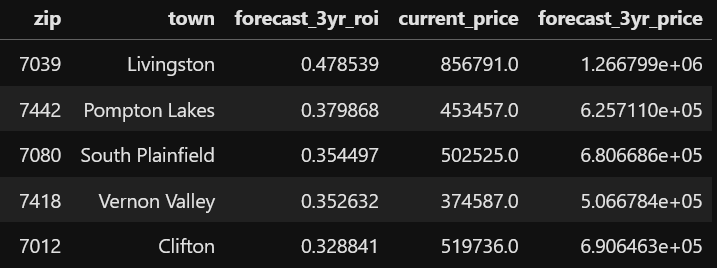 zip town forecast_3yr_roi current_price forecast_3yr_price
7039 Livingston 0.478539 856791.0 1.266799e+06
7442 Pompton Lakes 0.379868 453457.0 6.257110e+05
7080 South Plainfield 0.354497 502525.0 6.806686e+05
7418 Vernon Valley 0.352632 374587.0 5.066784e+05
7012 Clifton 0.328841 519736.0 6.906463e+05